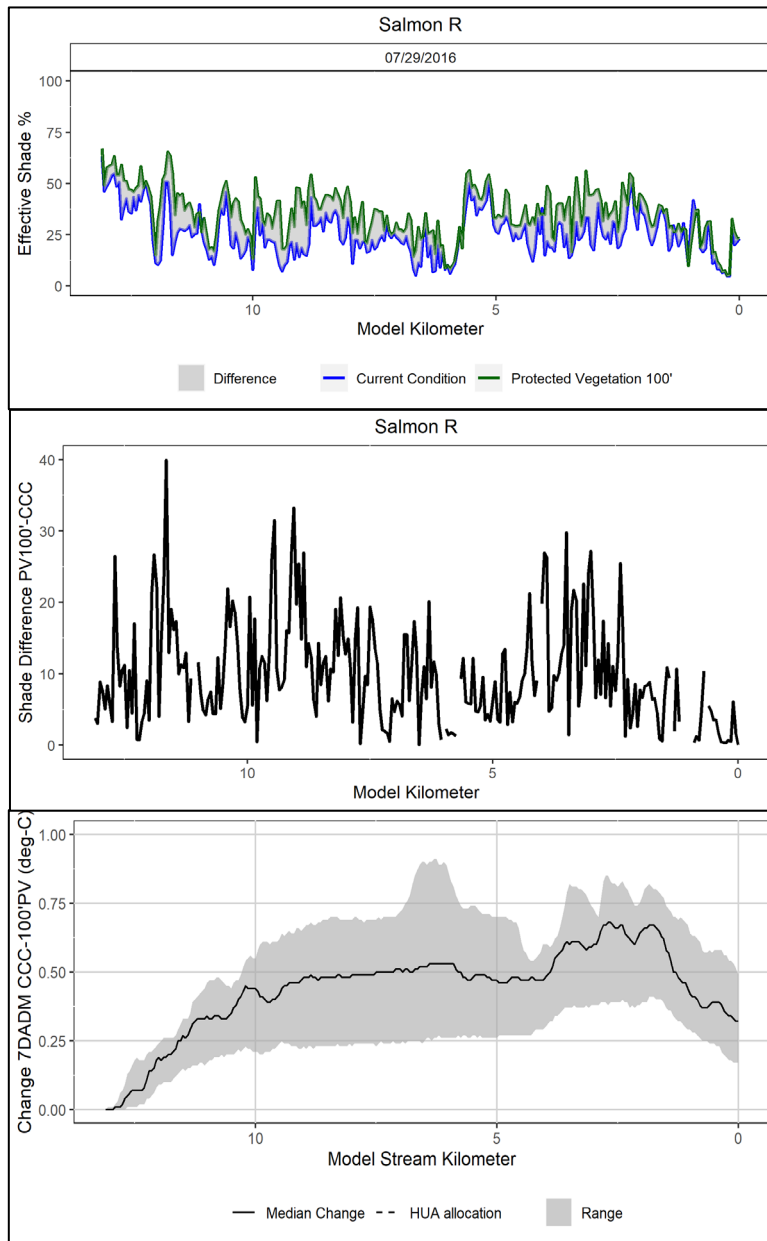 Salmon R
07/29/2016
100
75
50
25
0
Effective Shade %
10
5
0
Model Kilometer
Difference
Current Condition
Protected Vegetation 100'
Salmon R
40
30
20
10
0
Shade Difference PV100'-CCC
10
5
0
Model Kilometer
1.00
0.75
0.50
0.25
0.00
Change 7DADM CCC-100'PV (deg-C)
10
5
0
Model Stream Kilometer
Median Change
HUA allocation
Range